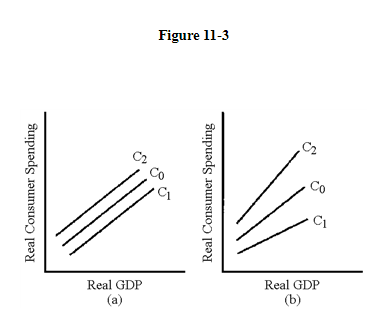 Figure 11-3
Real Consumer Spending
C₂
C₀
C₁
Real GDP
(a)
Real Consumer Spending
C₂
C₀
C₁
Real GDP
(b)